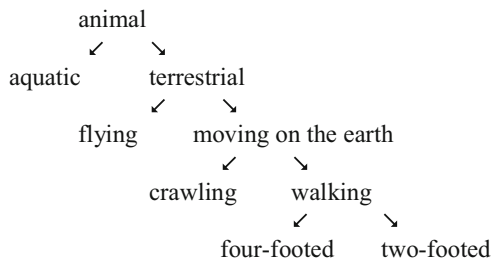 animal
aquatic terrestrial
flying moving on the earth
crawling walking
four-footed two-footed